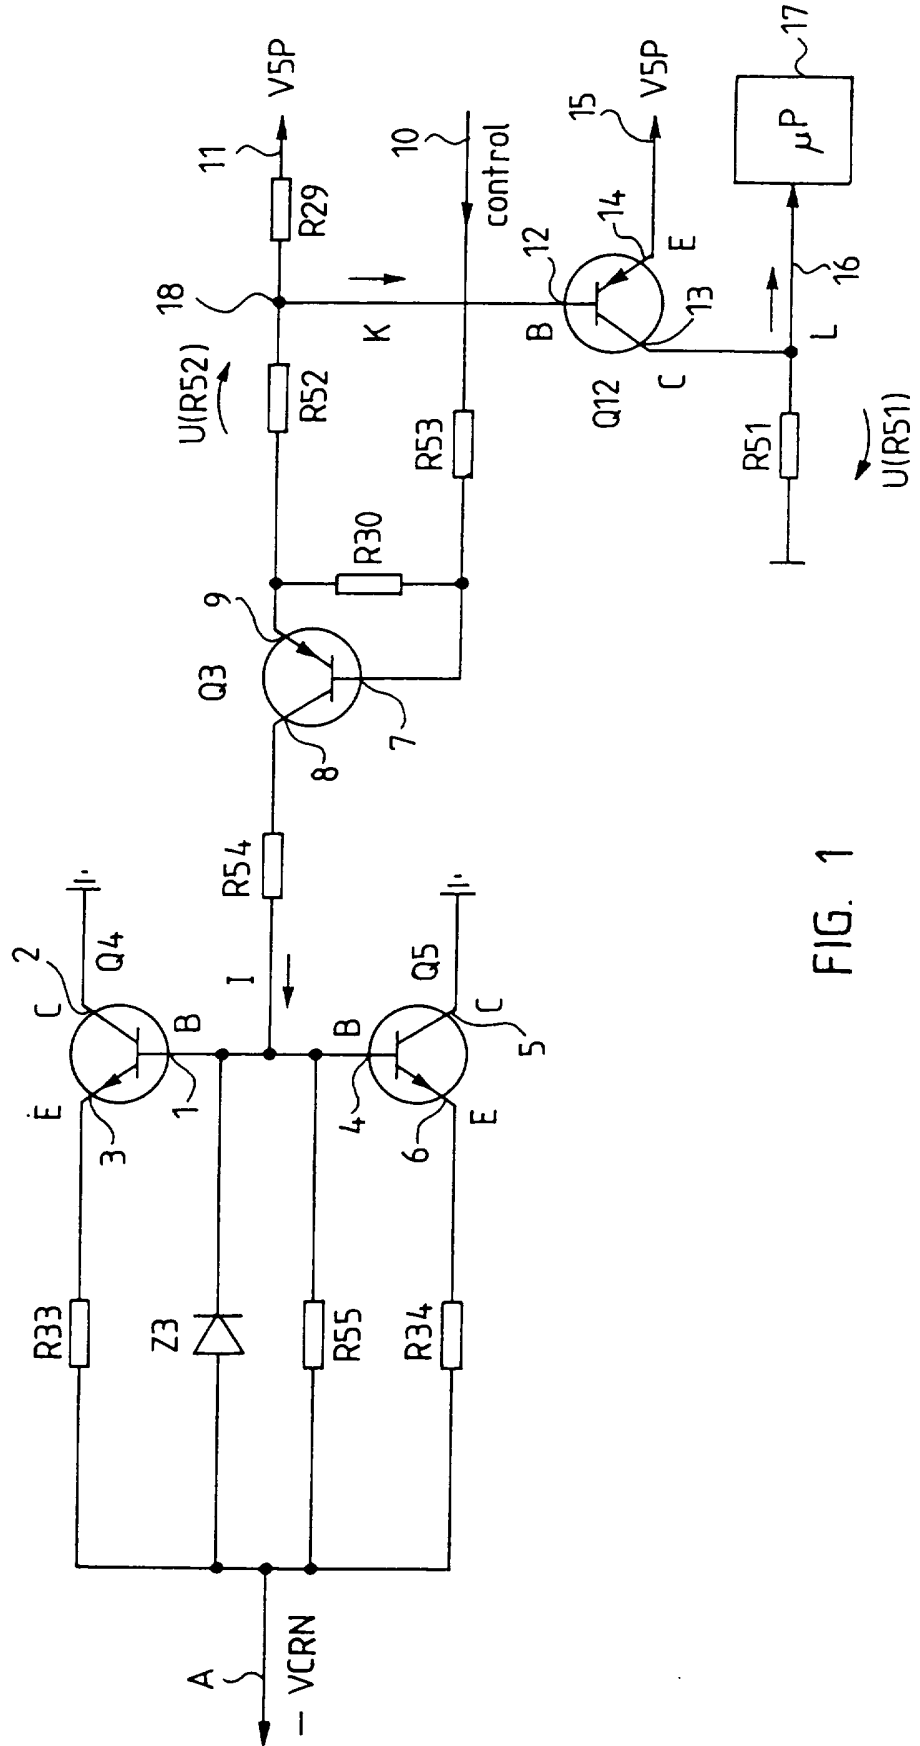 A
— VCRN
R33
Z3
R55
R34
E
3
C
2
Q4
B
1
B
4
6
E
C
5
Q5
I
R54
8
Q3
9
7
R30
U(R52)
R52
18
R29
11
V5P
K
R53
10
control
B
12
Q12
C
13
14
E
15
V5P
R51
U(R51)
L
16
17
µP
FIG. 1